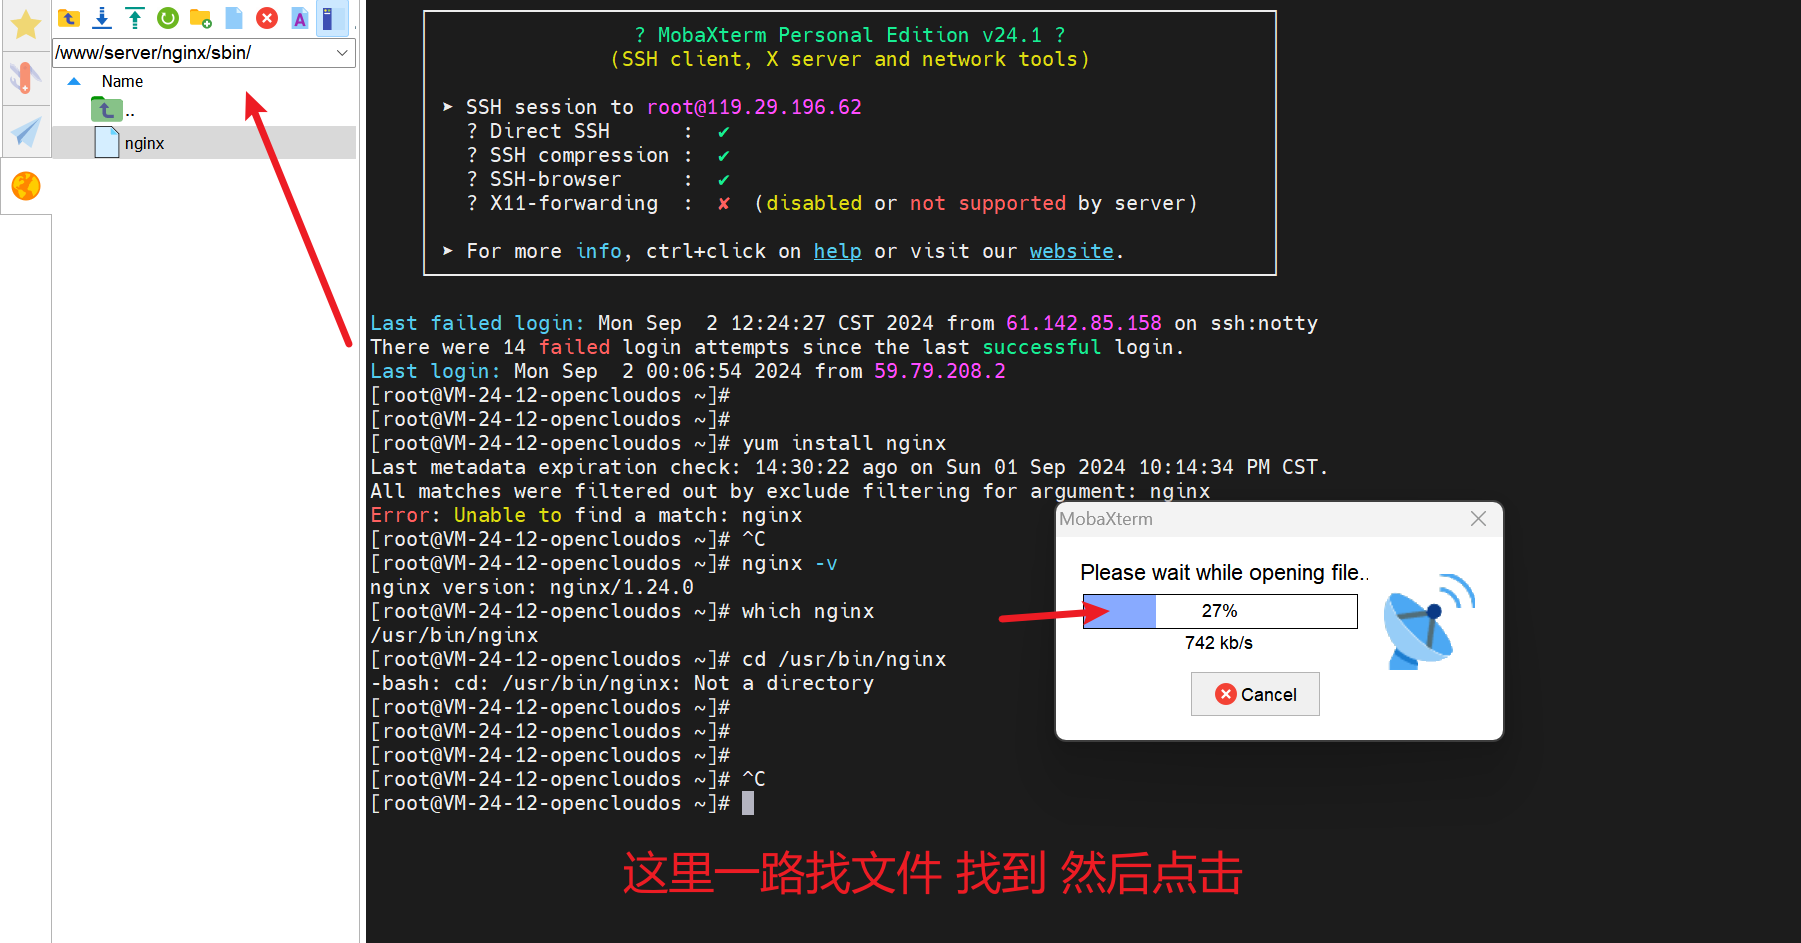 /www/server/nginx/sbin/
Name
..
nginx
? MobaXterm Personal Edition v24.1 ?
(SSH client, X server and network tools)
➤ SSH session to root@119.29.196.62
? Direct SSH : ✔
? SSH compression : ✔
? SSH-browser : ✔
? X11-forwarding : ✘ (disabled or not supported by server)
➤ For more info, ctrl+click on help or visit our website.
Last failed login: Mon Sep  2 12:24:27 CST 2024 from 61.142.85.158 on ssh:notty
There were 14 failed login attempts since the last successful login.
Last login: Mon Sep  2 00:06:54 2024 from 59.79.208.2
[root@VM-24-12-opencloudos ~]#
[root@VM-24-12-opencloudos ~]#
[root@VM-24-12-opencloudos ~]# yum install nginx
Last metadata expiration check: 14:30:22 ago on Sun 01 Sep 2024 10:14:34 PM CST.
All matches were filtered out by exclude filtering for argument: nginx
Error: Unable to find a match: nginx
[root@VM-24-12-opencloudos ~]# ^C
[root@VM-24-12-opencloudos ~]# nginx -v
nginx version: nginx/1.24.0
[root@VM-24-12-opencloudos ~]# which nginx
/usr/bin/nginx
[root@VM-24-12-opencloudos ~]# cd /usr/bin/nginx
-bash: cd: /usr/bin/nginx: Not a directory
[root@VM-24-12-opencloudos ~]#
[root@VM-24-12-opencloudos ~]#
[root@VM-24-12-opencloudos ~]#
[root@VM-24-12-opencloudos ~]# ^C
[root@VM-24-12-opencloudos ~]#
MobaXterm
Please wait while opening file..
27%
742 kb/s
Cancel
这里一路找文件 找到 然后点击